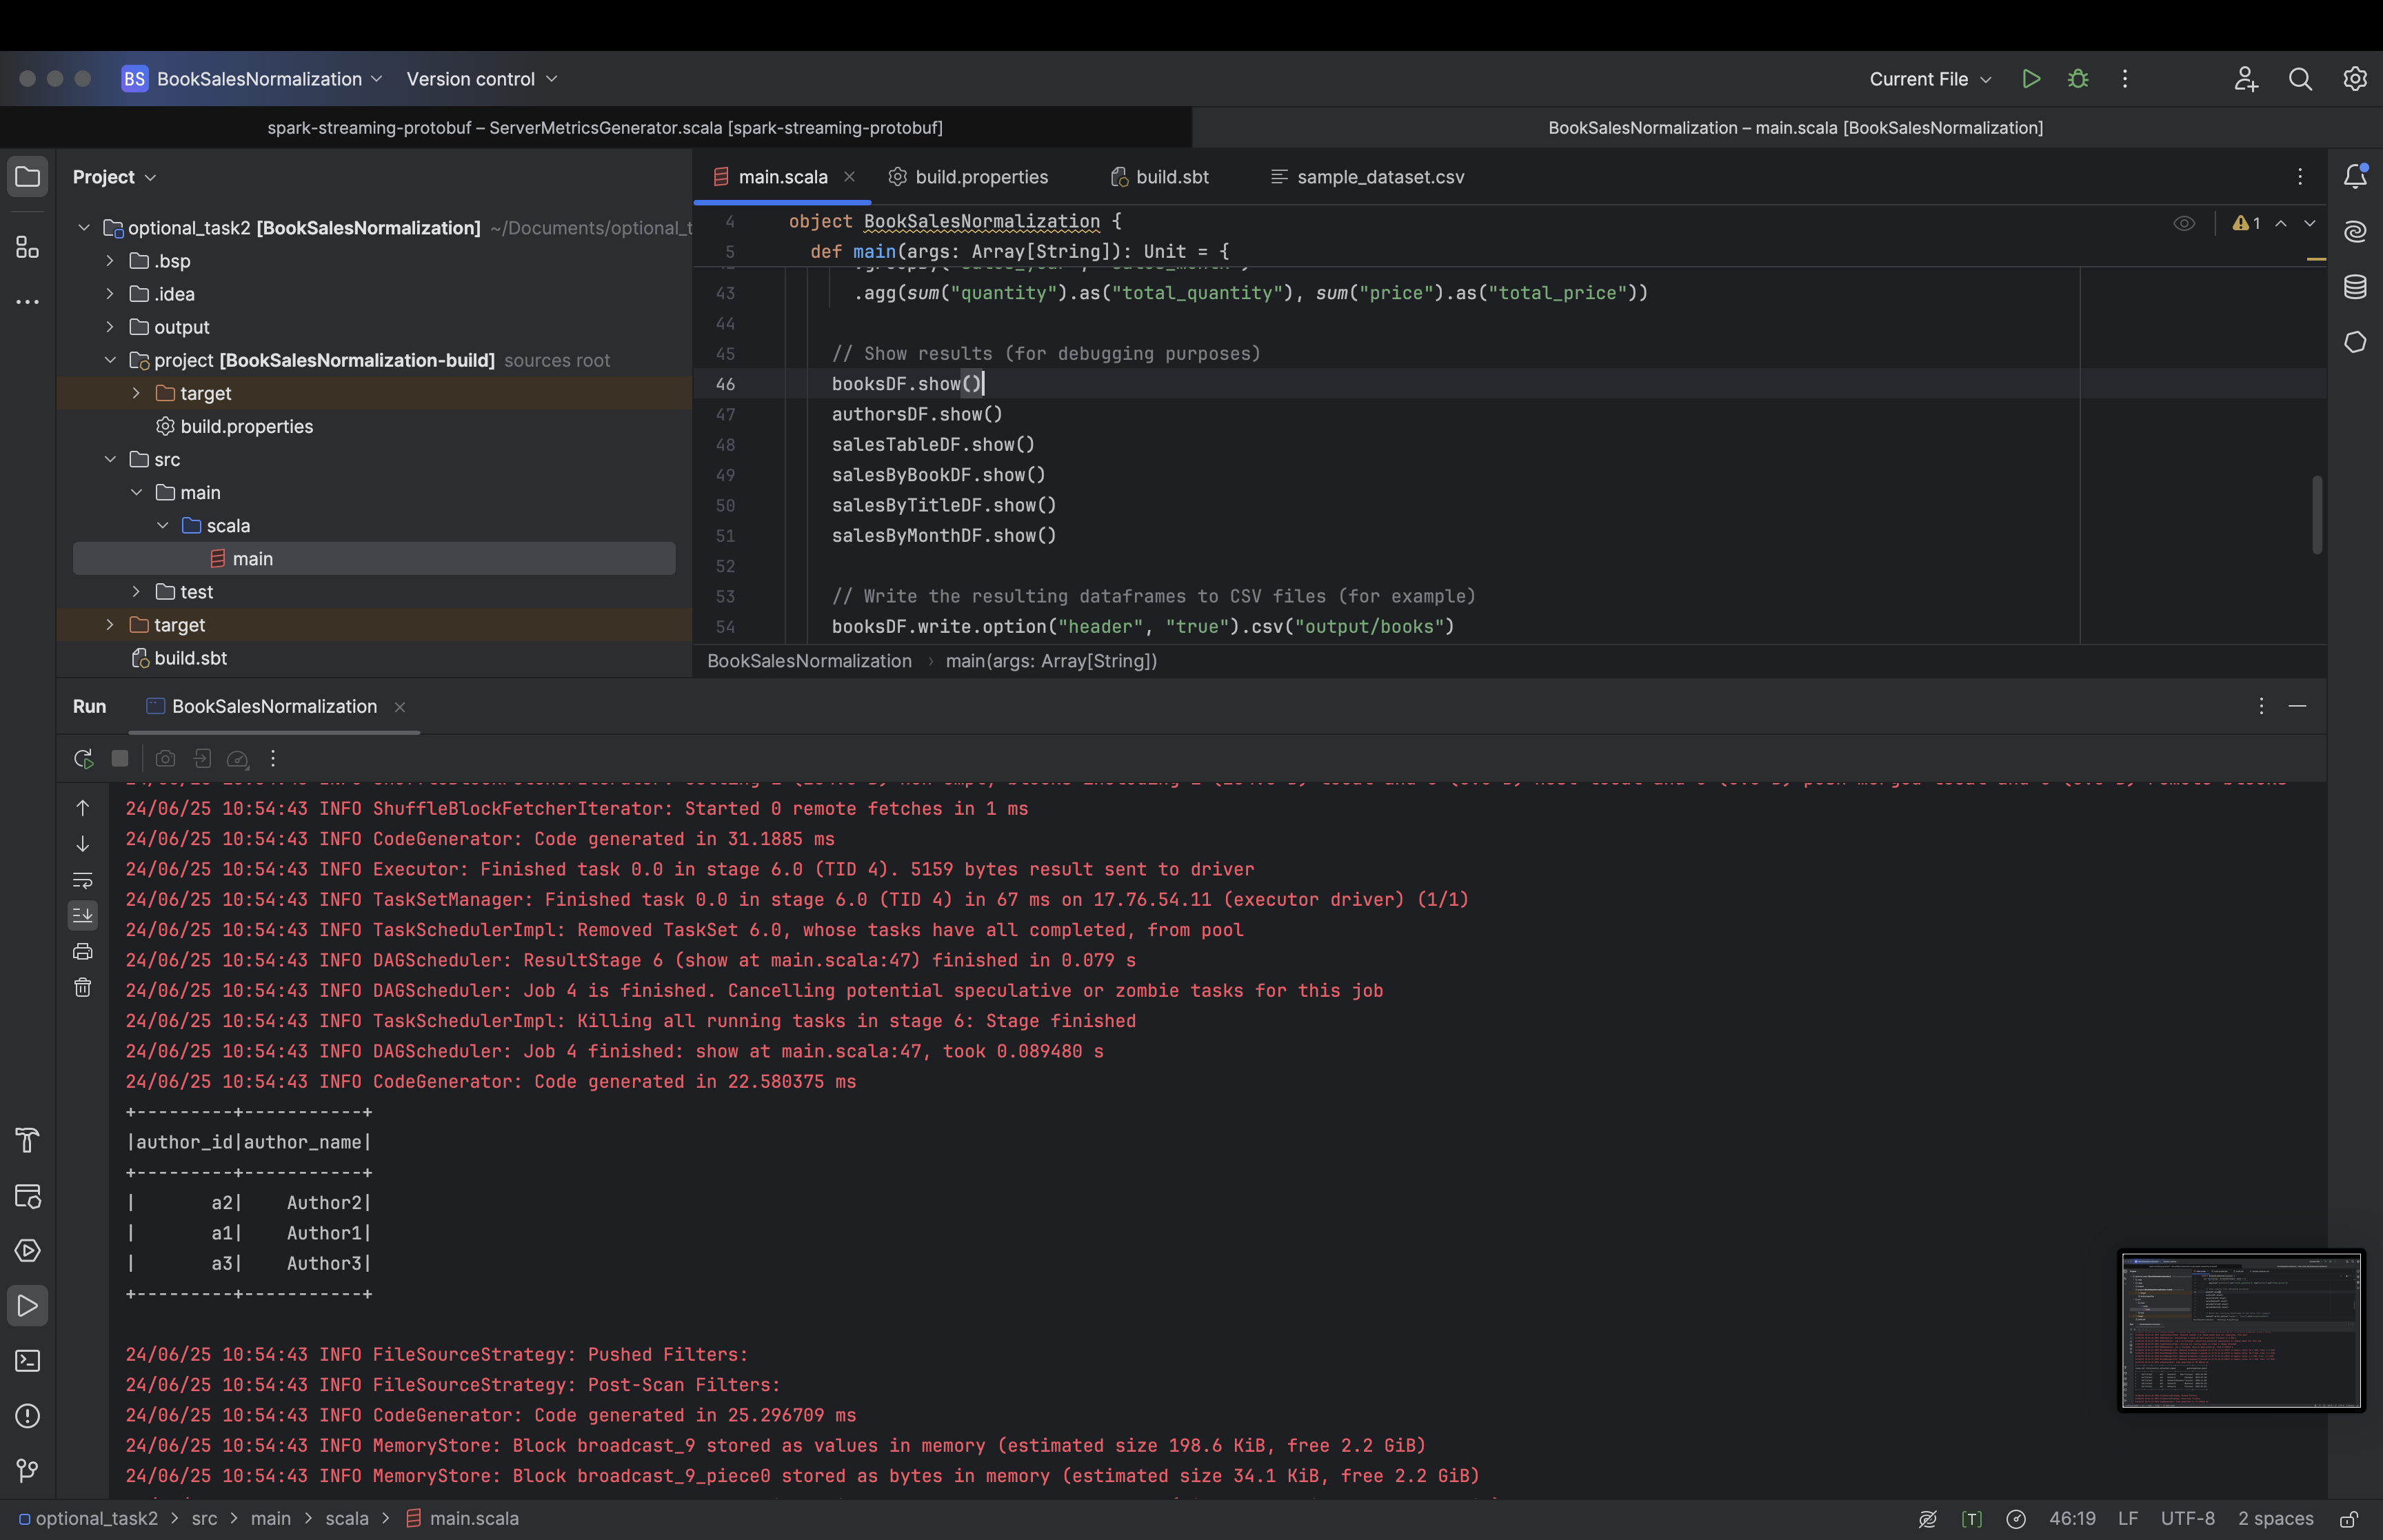 BS BookSalesNormalization Version control Current File
spark-streaming-protobuf – ServerMetricsGenerator.scala [spark-streaming-protobuf] BookSalesNormalization – main.scala [BookSalesNormalization]
Project
optional_task2 [BookSalesNormalization] ~/Documents/optional_t
.bsp
.idea
output
project [BookSalesNormalization-build] sources root
target
build.properties
src
main
scala
main
test
target
build.sbt
main.scala build.properties build.sbt sample_dataset.csv
4 object BookSalesNormalization {
1
5 def main(args: Array[String]): Unit = {
43 .agg(sum("quantity").as("total_quantity"), sum("price").as("total_price"))
44
45 // Show results (for debugging purposes)
46 booksDF.show()
47 authorsDF.show()
48 salesTableDF.show()
49 salesByBookDF.show()
50 salesByTitleDF.show()
51 salesByMonthDF.show()
52
53 // Write the resulting dataframes to CSV files (for example)
54 booksDF.write.option("header", "true").csv("output/books")
BookSalesNormalization › main(args: Array[String])
Run BookSalesNormalization
24/06/25 10:54:43 INFO ShuffleBlockFetcherIterator: Started 0 remote fetches in 1 ms
24/06/25 10:54:43 INFO CodeGenerator: Code generated in 31.1885 ms
24/06/25 10:54:43 INFO Executor: Finished task 0.0 in stage 6.0 (TID 4). 5159 bytes result sent to driver
24/06/25 10:54:43 INFO TaskSetManager: Finished task 0.0 in stage 6.0 (TID 4) in 67 ms on 17.76.54.11 (executor driver) (1/1)
24/06/25 10:54:43 INFO TaskSchedulerImpl: Removed TaskSet 6.0, whose tasks have all completed, from pool
24/06/25 10:54:43 INFO DAGScheduler: ResultStage 6 (show at main.scala:47) finished in 0.079 s
24/06/25 10:54:43 INFO DAGScheduler: Job 4 is finished. Cancelling potential speculative or zombie tasks for this job
24/06/25 10:54:43 INFO TaskSchedulerImpl: Killing all running tasks in stage 6: Stage finished
24/06/25 10:54:43 INFO DAGScheduler: Job 4 finished: show at main.scala:47, took 0.089480 s
24/06/25 10:54:43 INFO CodeGenerator: Code generated in 22.580375 ms
+---------+-----------+
|author_id|author_name|
+---------+-----------+
|       a2|    Author2|
|       a1|    Author1|
|       a3|    Author3|
+---------+-----------+
24/06/25 10:54:43 INFO FileSourceStrategy: Pushed Filters:
24/06/25 10:54:43 INFO FileSourceStrategy: Post-Scan Filters:
24/06/25 10:54:43 INFO CodeGenerator: Code generated in 25.296709 ms
24/06/25 10:54:43 INFO MemoryStore: Block broadcast_9 stored as values in memory (estimated size 198.6 KiB, free 2.2 GiB)
24/06/25 10:54:43 INFO MemoryStore: Block broadcast_9_piece0 stored as bytes in memory (estimated size 34.1 KiB, free 2.2 GiB)
optional_task2 > src > main > scala > main.scala [T] 46:19 LF UTF-8 2 spaces